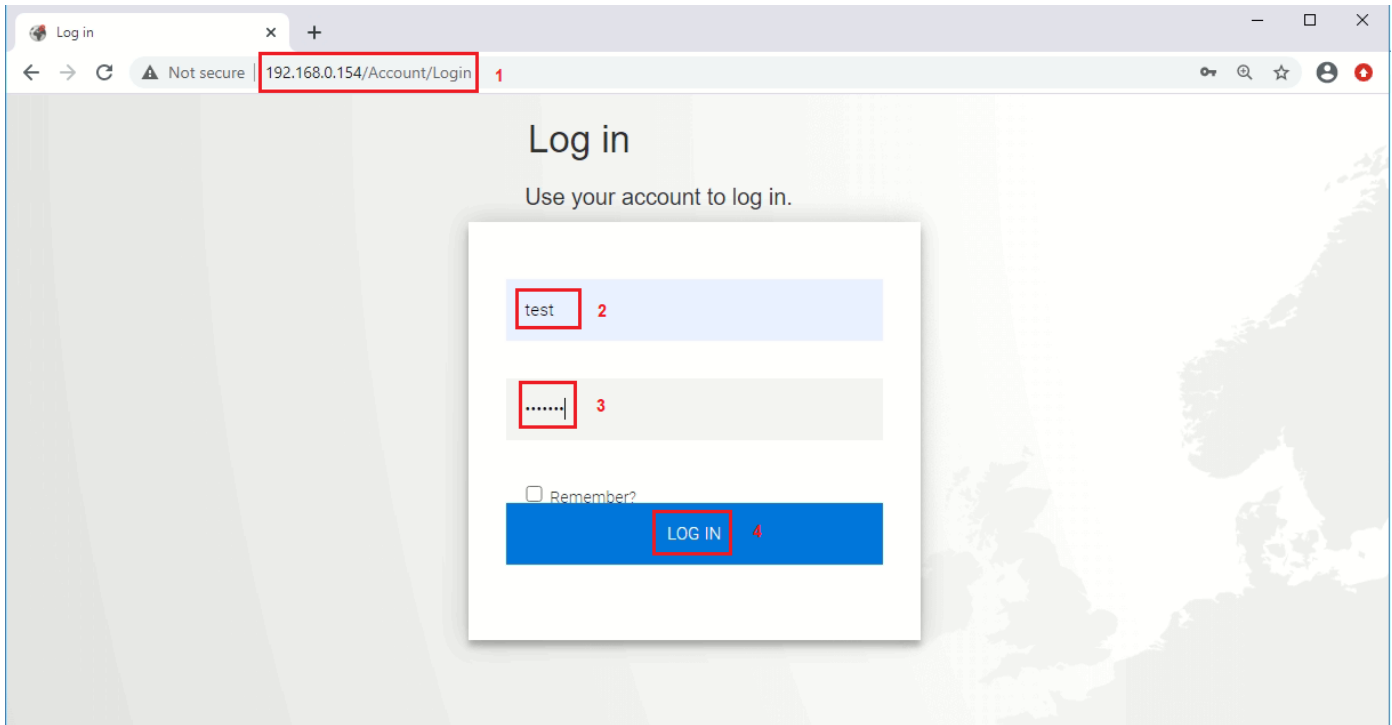 Log in
Not secure | 192.168.0.154/Account/Login 1
Log in
Use your account to log in.
test 2
••••••• 3
Remember?
LOG IN 4